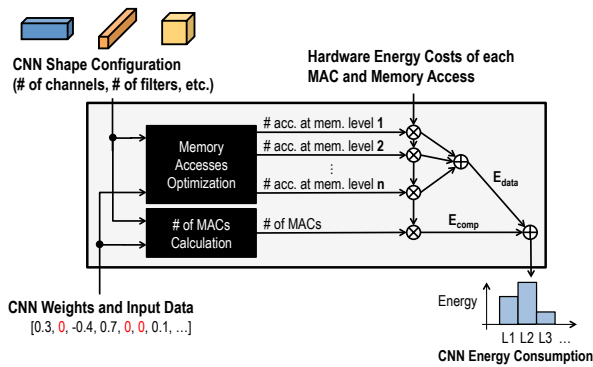 CNN Shape Configuration
(# of channels, # of filters, etc.)
Hardware Energy Costs of each
MAC and Memory Access
Memory
Accesses
Optimization
# acc. at mem. level 1
# acc. at mem. level 2
⋮
# acc. at mem. level n
E_data
# of MACs
Calculation
# of MACs
E_comp
CNN Weights and Input Data
[0.3, 0, -0.4, 0.7, 0, 0, 0.1, ...]
Energy
L1 L2 L3 ...
CNN Energy Consumption